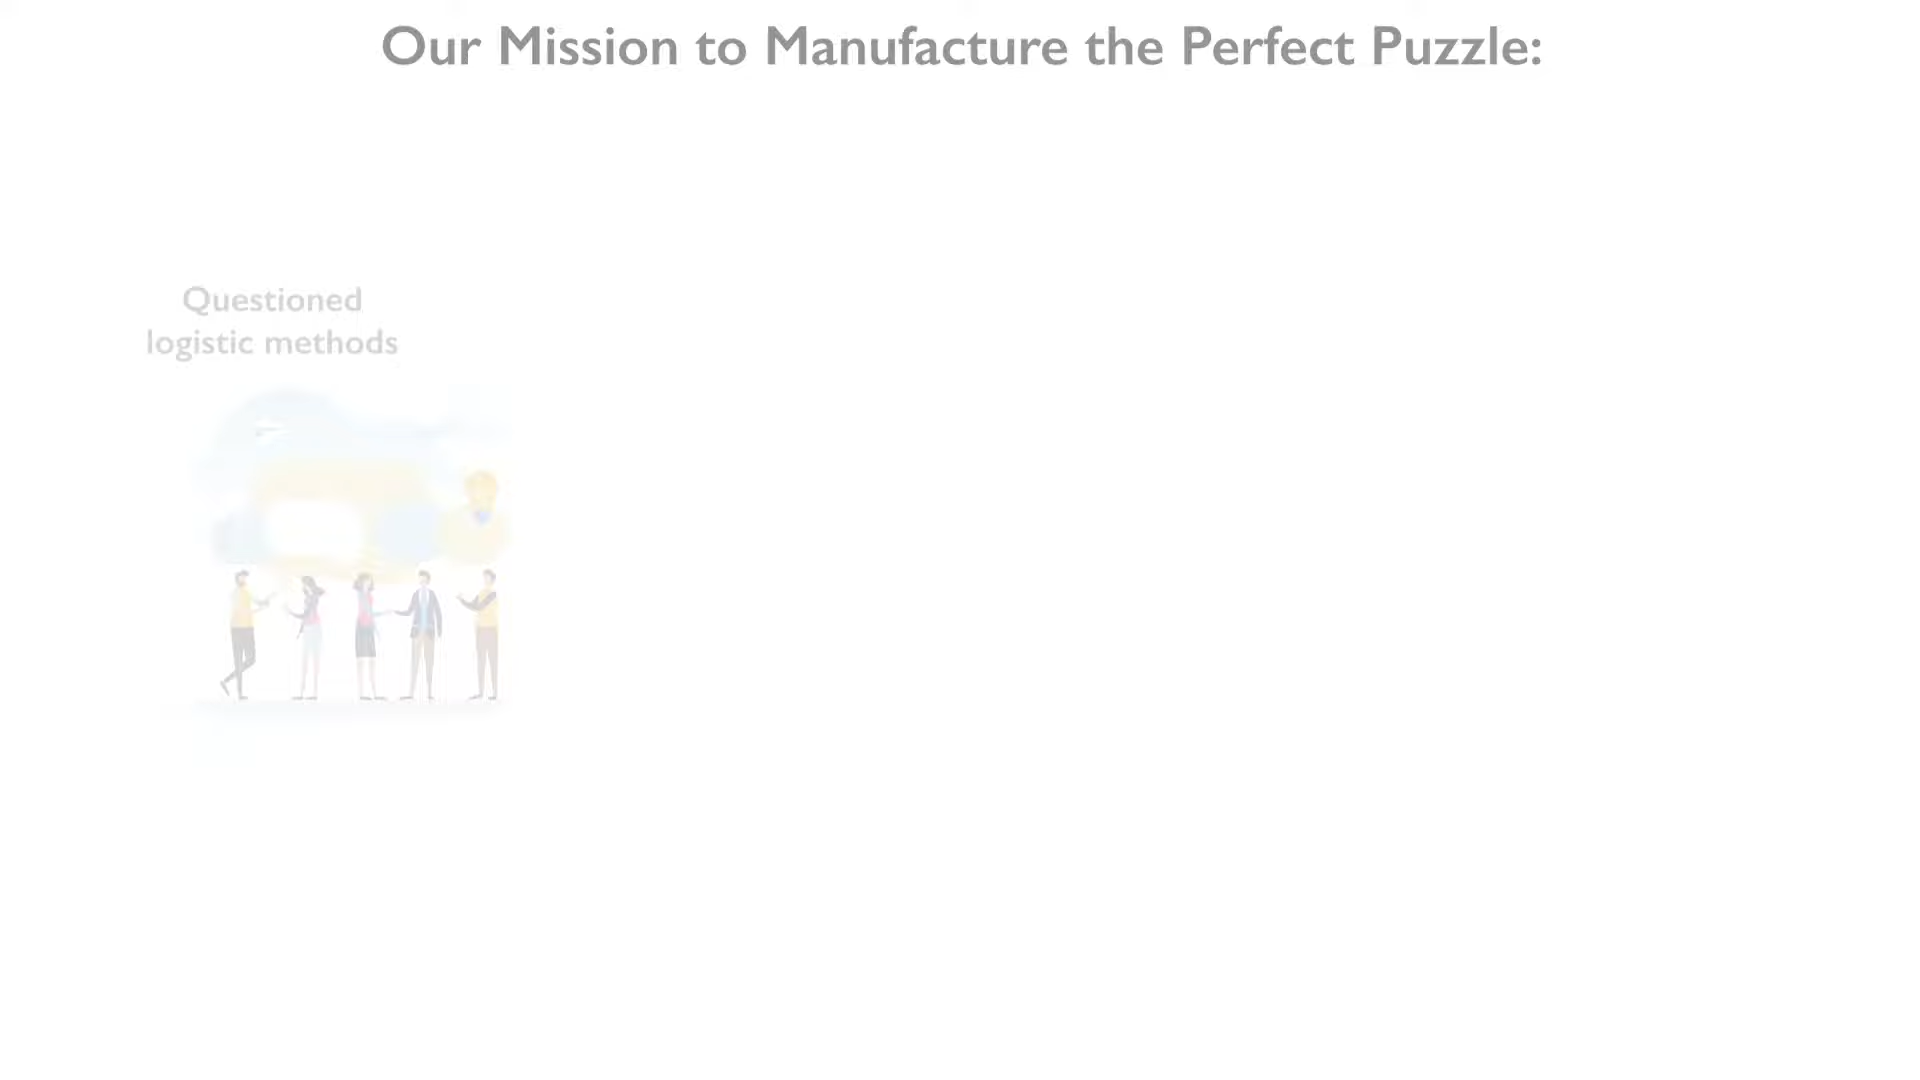 Our Mission to Manufacture the Perfect Puzzle:
Questioned
logistic methods